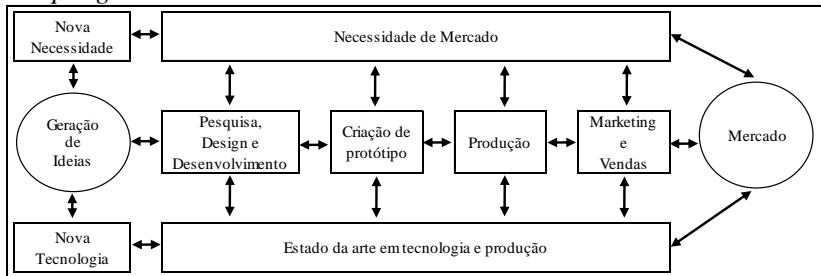 Nova
Necessidade
Necessidade de Mercado
Geração
de
Ideias
Pesquisa,
Design e
Desenvolvimento
Criação de
protótipo
Produção
Marketing
e
Vendas
Mercado
Nova
Tecnologia
Estado da arte em tecnologia e produção